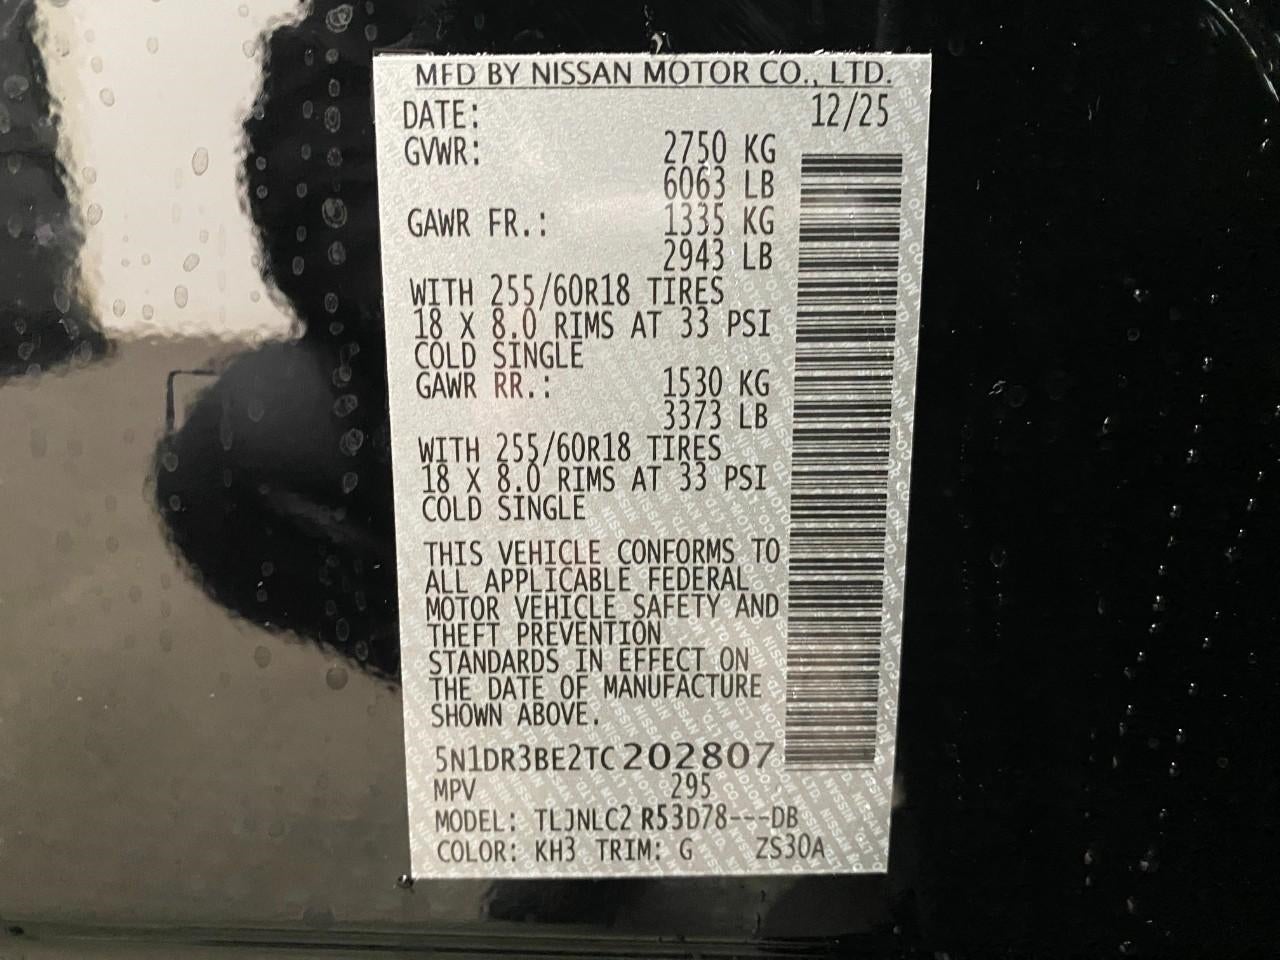 MFD BY NISSAN MOTOR CO., LTD.
DATE: 12/25
GVWR: 2750 KG
6063 LB
GAWR FR.: 1335 KG
2943 LB
WITH 255/60R18 TIRES
18 X 8.0 RIMS AT 33 PSI
COLD SINGLE
GAWR RR.: 1530 KG
3373 LB
WITH 255/60R18 TIRES
18 X 8.0 RIMS AT 33 PSI
COLD SINGLE
THIS VEHICLE CONFORMS TO
ALL APPLICABLE FEDERAL
MOTOR VEHICLE SAFETY AND
THEFT PREVENTION
STANDARDS IN EFFECT ON
THE DATE OF MANUFACTURE
SHOWN ABOVE.
5N1DR3BE2TC202807
MPV 295
MODEL: TLJNLC2 R53D78---DB
COLOR: KH3 TRIM: G ZS30A